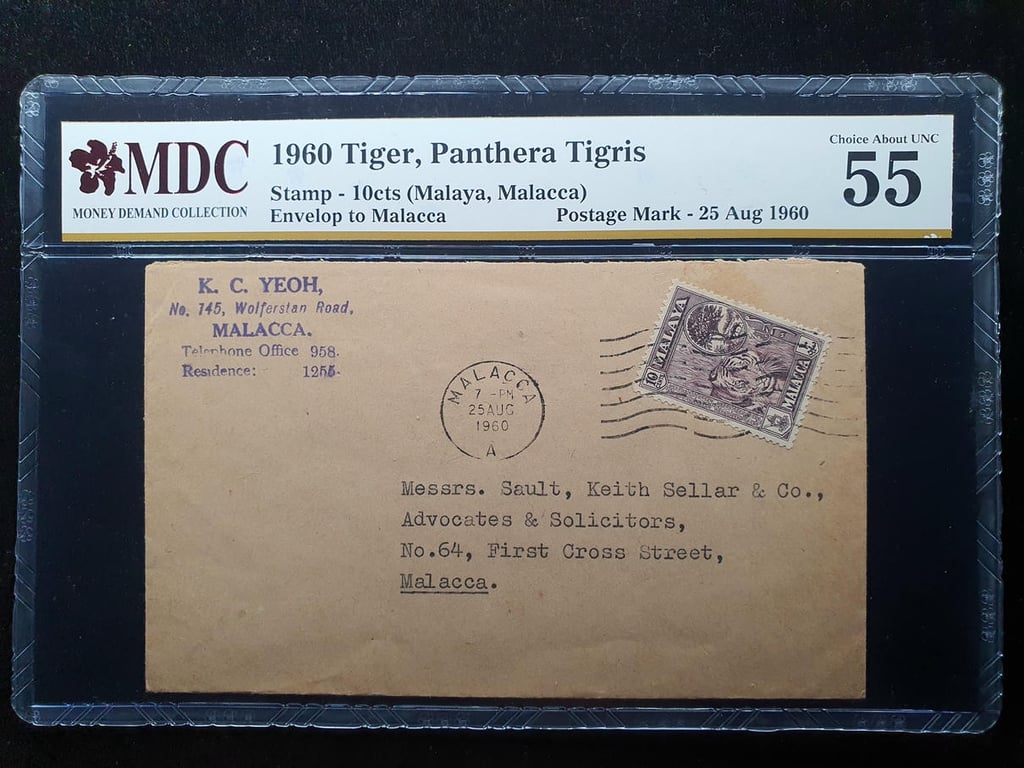 MDC
MONEY DEMAND COLLECTION
1960 Tiger, Panthera Tigris
Stamp - 10cts (Malaya, Malacca)
Envelop to Malacca
Postage Mark - 25 Aug 1960
Choice About UNC
55
K. C. YEOH,
No. 145, Wolferstan Road,
MALACCA.
Telephone Office 958.
Residence: 1255.
MALACCA
7 - PM
25 AUG
1960
A
10
MALAYA
MALACCA
Messrs. Sault, Keith Sellar & Co.,
Advocates & Solicitors,
No.64, First Cross Street,
Malacca.